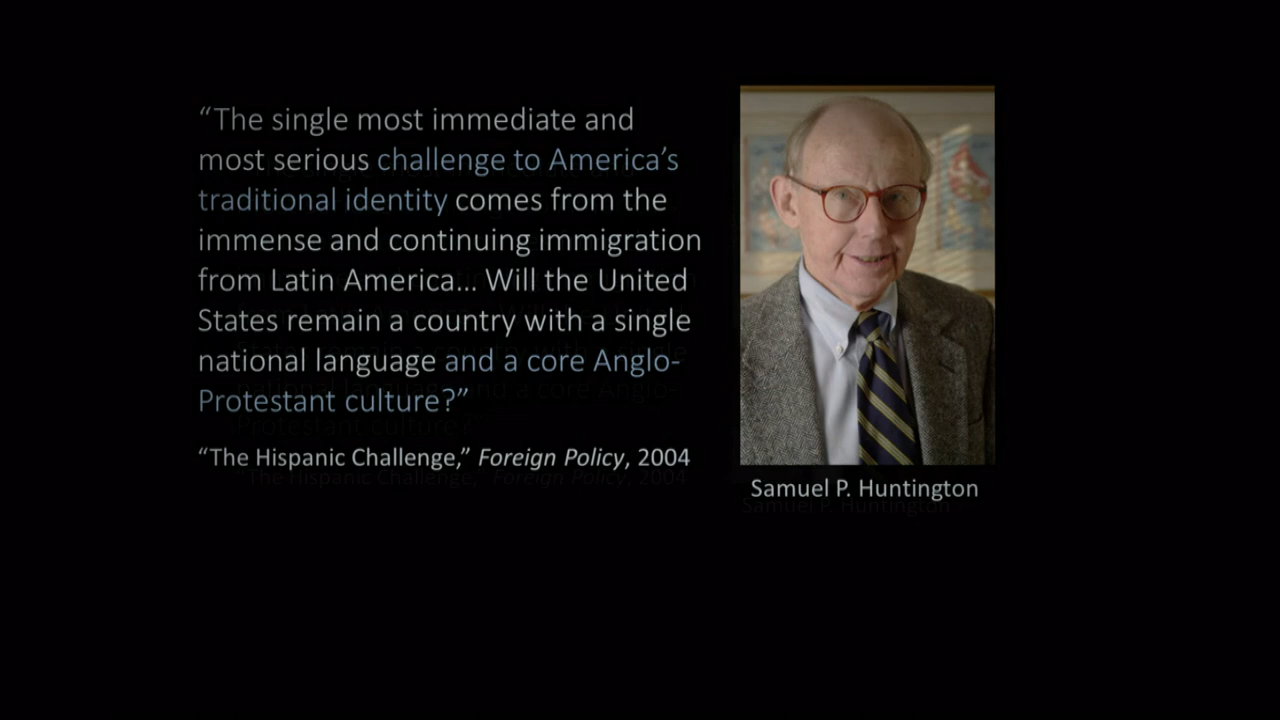 “The single most immediate and
most serious challenge to America’s
traditional identity comes from the
immense and continuing immigration
from Latin America... Will the United
States remain a country with a single
national language and a core Anglo-
Protestant culture?”
“The Hispanic Challenge,” Foreign Policy, 2004
Samuel P. Huntington